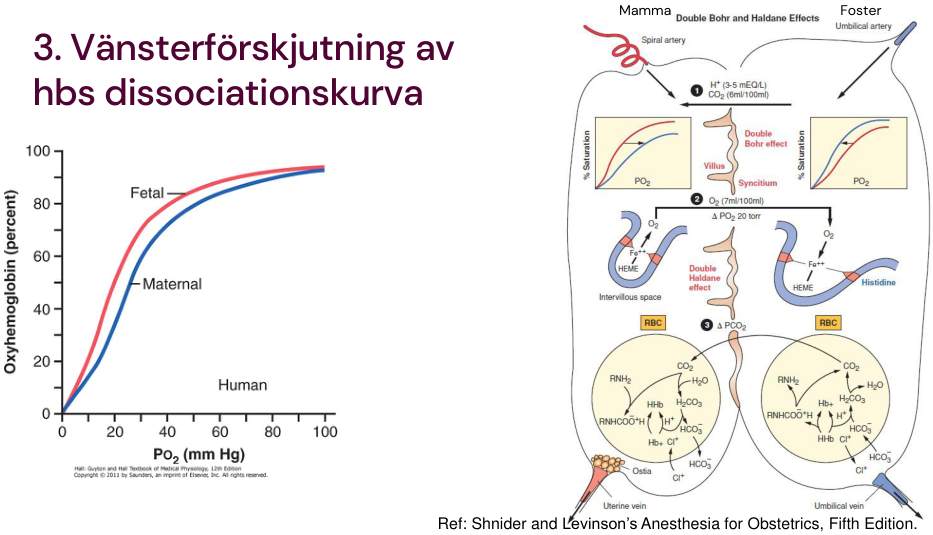 3. Vänsterförskjutning av
hbs dissociationskurva
100
80
60
40
20
0
Oxyhemoglobin (percent)
Fetal
Maternal
Human
0 20 40 60 80 100
PO2 (mm Hg)
Hall: Guyton and Hall Textbook of Medical Physiology, 12th Edition
Copyright © 2011 by Saunders, an imprint of Elsevier, Inc. All rights reserved.
Mamma
Foster
Double Bohr and Haldane Effects
Spiral artery
Umbilical artery
1
H+ (3-5 mEQ/L)
CO2 (6ml/100ml)
% Saturation
PO2
Double
Bohr effect
Villus
Syncitium
% Saturation
PO2
2
O2 (7ml/100ml)
Δ PO2 20 torr
O2
Fe++
HEME
Intervillous space
Double
Haldane
effect
O2
Fe++
HEME
Histidine
RBC
3
Δ PCO2
RBC
CO2
RNH2
H2O
H2CO3
HHb
RNHCOO-+H
H+
HCO3-
Hb+
Cl+
HCO3-
Cl+
CO2
RNH2
H2O
H2CO3
Hb+
RNHCOO-+H
H+
HCO3-
HHb
Cl+
HCO3-
Cl+
Ostia
Uterine vein
Umbilical vein
Ref: Shnider and Levinson's Anesthesia for Obstetrics, Fifth Edition.